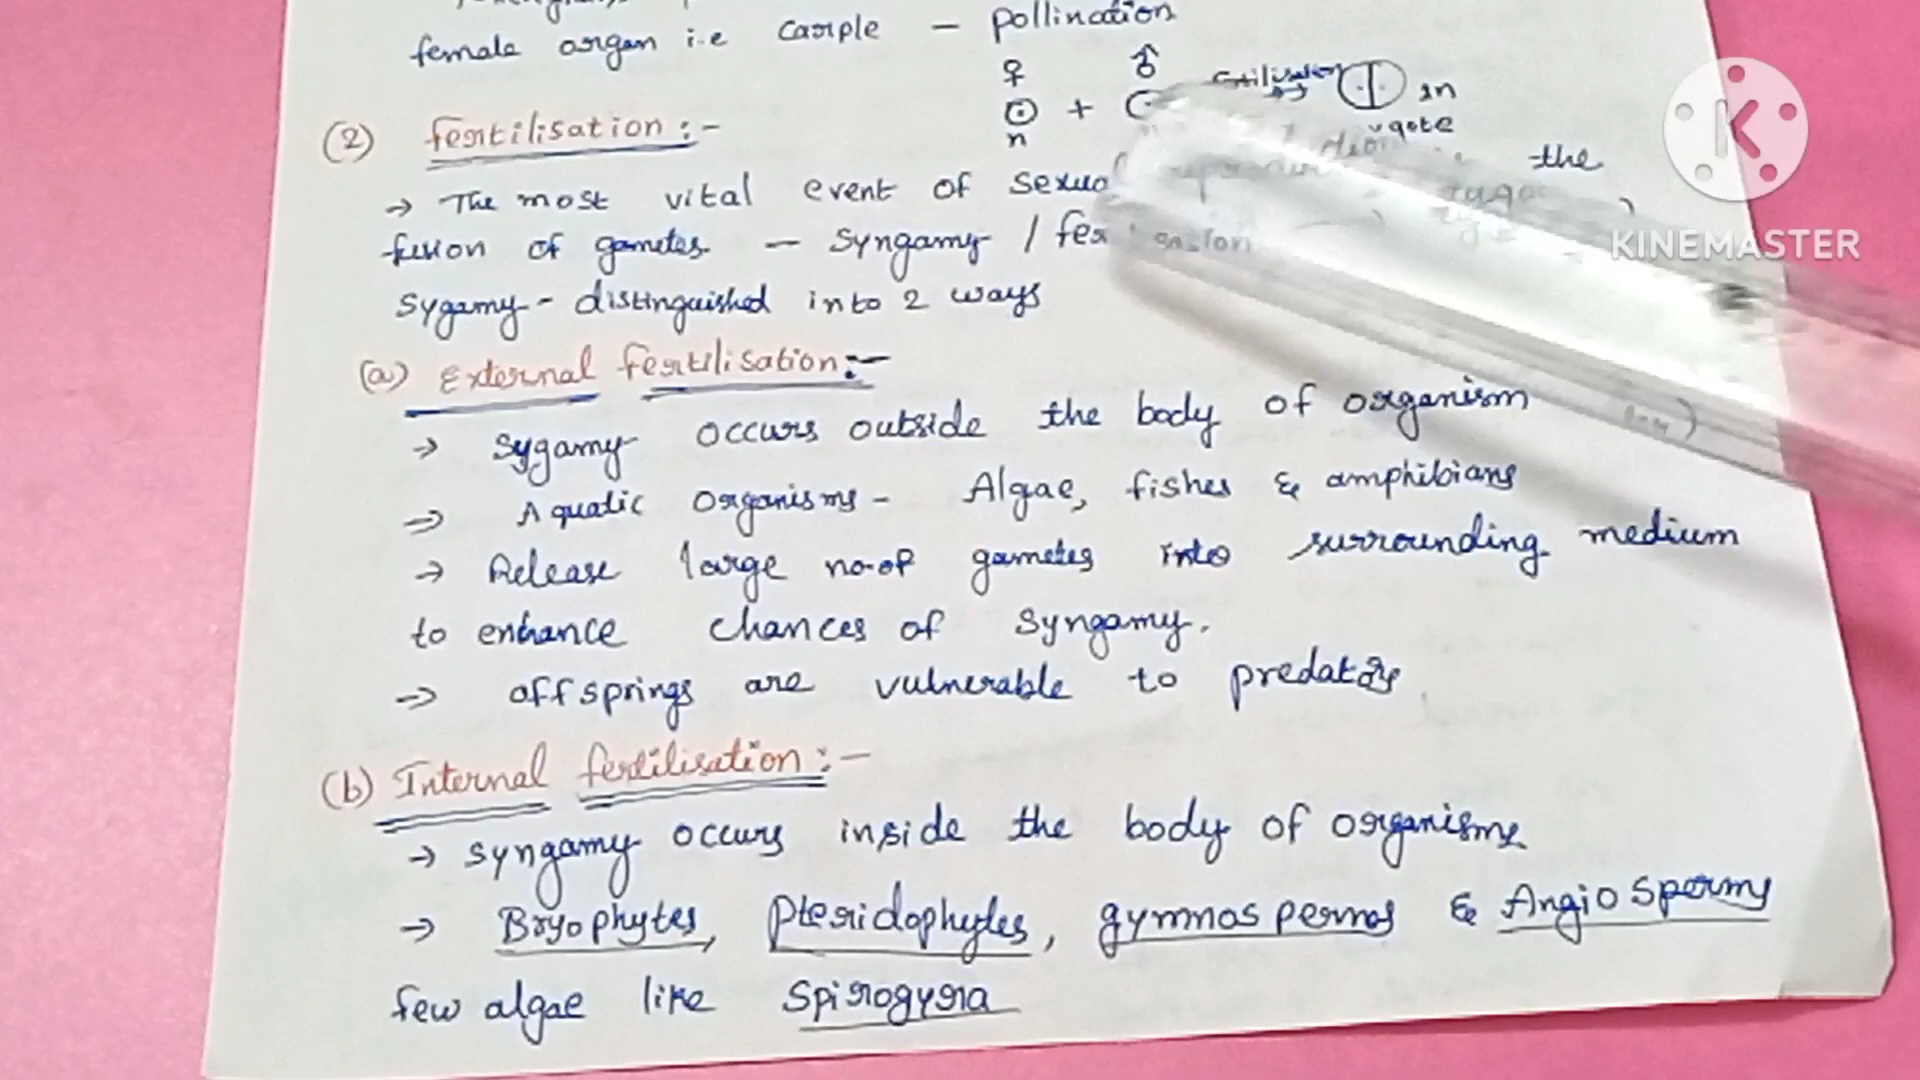 female organ i.e carple - pollination
♀ ♂
+ 2n
n
(2) fertilisation :-
→ The most vital event of sexual the
fusion of gametes - syngamy /
sygamy - distinguished into 2 ways
(a) External fertilisation :-
→ sygamy occurs outside the body of organism
→ Aquatic organisms - Algae, fishes & amphibians
→ Release large no.of gametes into surrounding medium
to enhance chances of syngamy.
→ offsprings are vulnerable to predators
(b) Internal fertilisation :-
→ syngamy occurs inside the body of organisms
→ Bryophytes, Pteridophytes, gymnosperms & Angiosperms
few algae like spirogyra
K
KINEMASTER